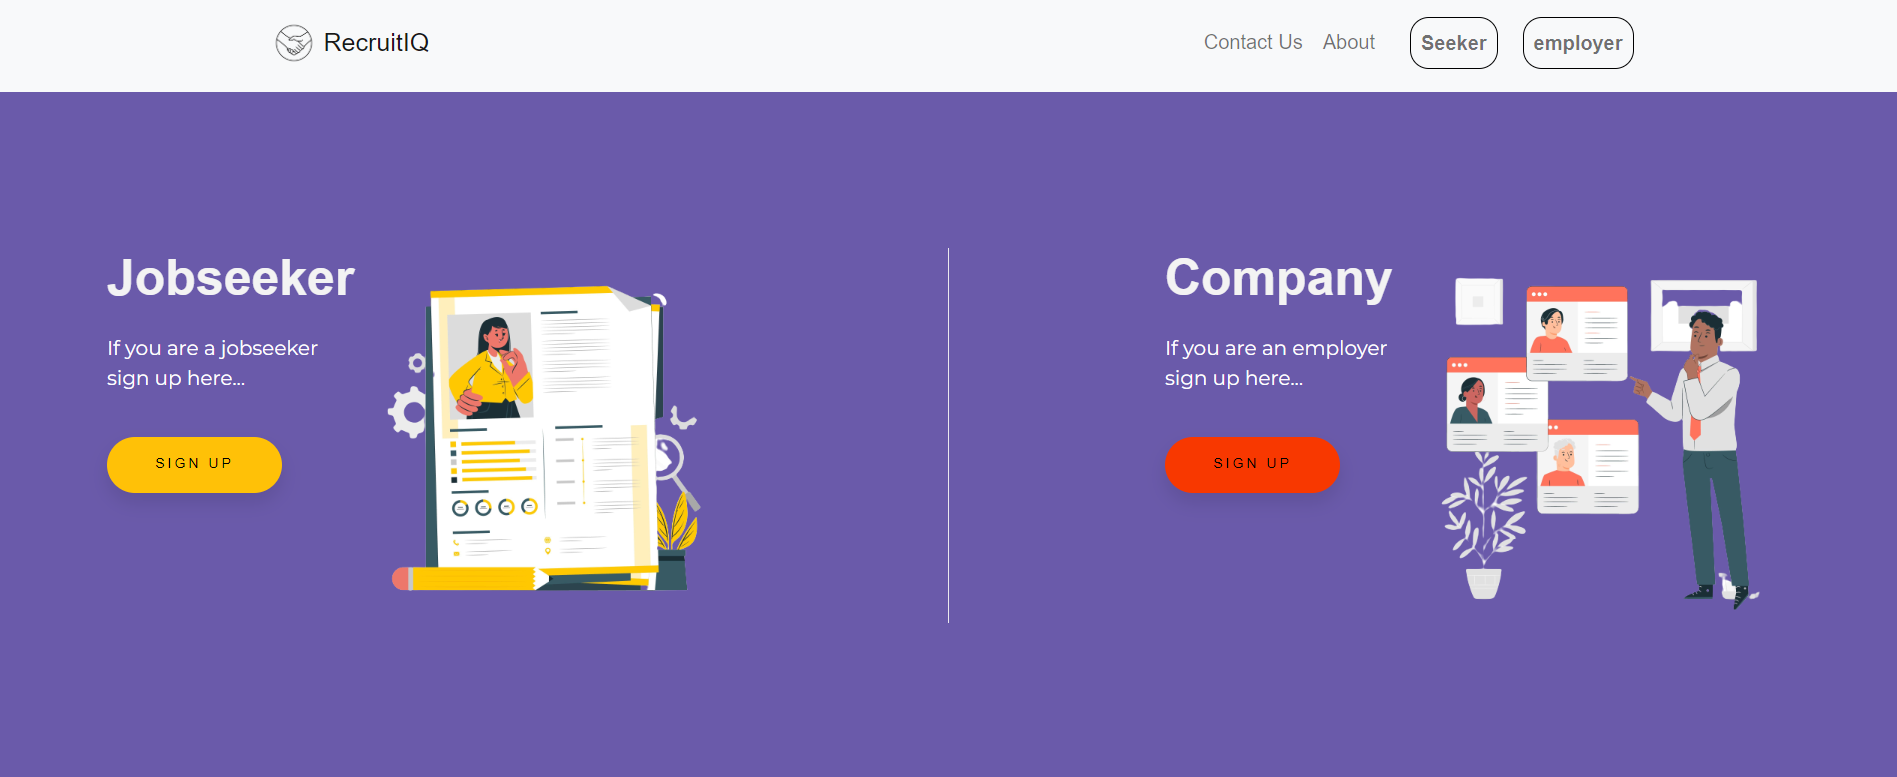 RecruitIQ
Contact Us
About
Seeker
employer
Jobseeker
If you are a jobseeker
sign up here...
SIGN UP
Company
If you are an employer
sign up here...
SIGN UP